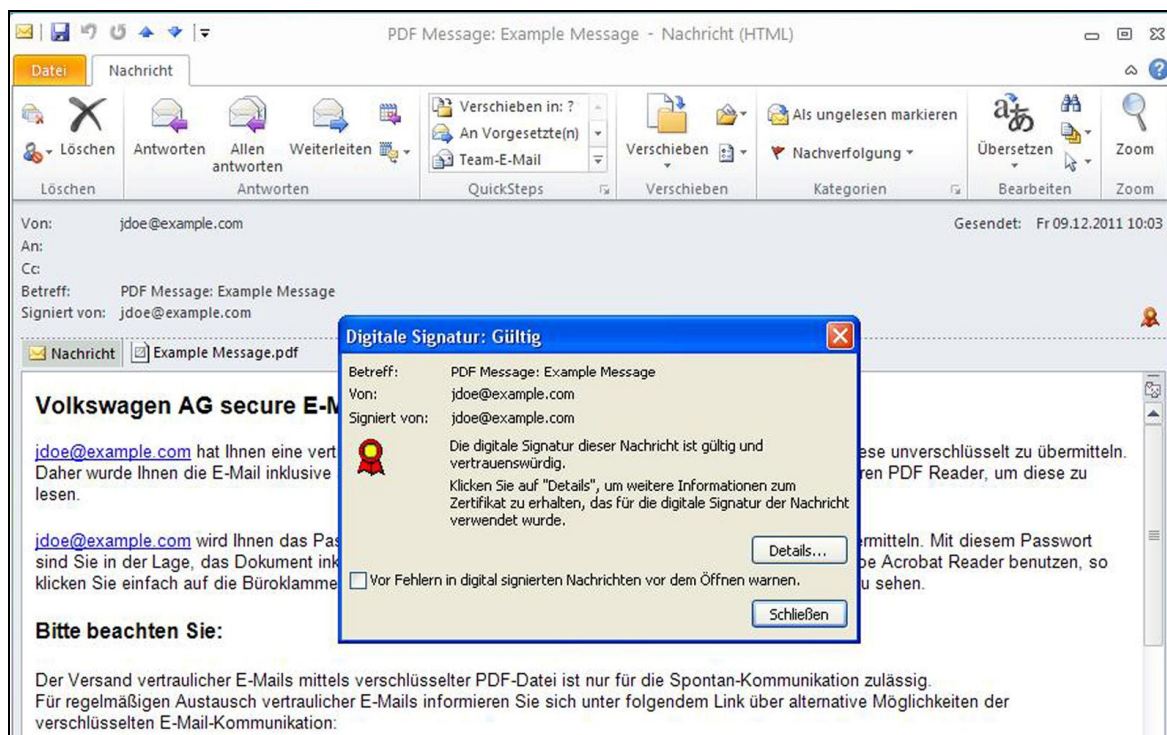 PDF Message: Example Message - Nachricht (HTML)
Datei Nachricht
Löschen
Antworten
Allen antworten
Weiterleiten
Verschieben in: ?
An Vorgesetzte(n)
Team-E-Mail
Verschieben
Als ungelesen markieren
Nachverfolgung
Übersetzen
Zoom
Löschen Antworten QuickSteps Verschieben Kategorien Bearbeiten Zoom
Von: jdoe@example.com Gesendet: Fr 09.12.2011 10:03
An:
Cc:
Betreff: PDF Message: Example Message
Signiert von: jdoe@example.com
Nachricht Example Message.pdf
Digitale Signatur: Gültig
Betreff: PDF Message: Example Message
Von: jdoe@example.com
Signiert von: jdoe@example.com
Die digitale Signatur dieser Nachricht ist gültig und
vertrauenswürdig.
Klicken Sie auf "Details", um weitere Informationen zum
Zertifikat zu erhalten, das für die digitale Signatur der Nachricht
verwendet wurde.
Details...
Vor Fehlern in digital signierten Nachrichten vor dem Öffnen warnen.
Schließen
Volkswagen AG secure E-M
jdoe@example.com hat Ihnen eine vert ese unverschlüsselt zu übermitteln.
Daher wurde Ihnen die E-Mail inklusive ren PDF Reader, um diese zu
lesen.
jdoe@example.com wird Ihnen das Pas ermitteln. Mit diesem Passwort
sind Sie in der Lage, das Dokument ink be Acrobat Reader benutzen, so
klicken Sie einfach auf die Büroklamme u sehen.
Bitte beachten Sie:
Der Versand vertraulicher E-Mails mittels verschlüsselter PDF-Datei ist nur für die Spontan-Kommunikation zulässig.
Für regelmäßigen Austausch vertraulicher E-Mails informieren Sie sich unter folgendem Link über alternative Möglichkeiten der
verschlüsselten E-Mail-Kommunikation: